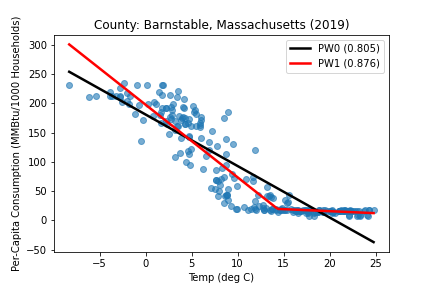 County: Barnstable, Massachusetts (2019)
PW0 (0.805)
PW1 (0.876)
Per-Capita Consumption (MMBtu/1000 Households)
300
250
200
150
100
50
0
−50
−5 0 5 10 15 20 25
Temp (deg C)